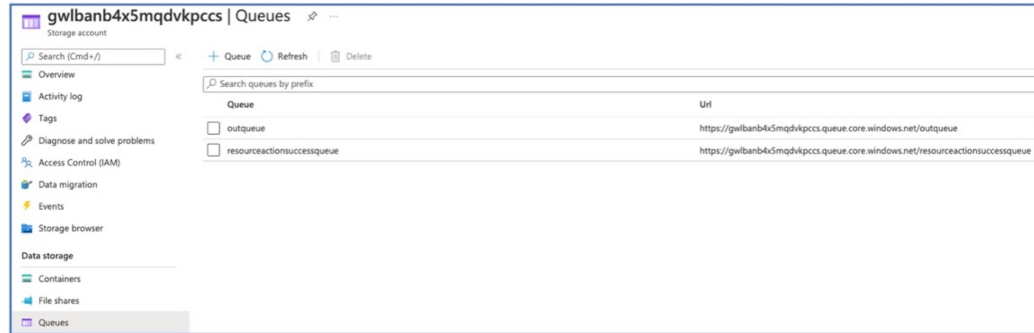 gwlbanb4x5mqdvkpccs | Queues
Storage account
Search (Cmd+/)
Overview
Activity log
Tags
Diagnose and solve problems
Access Control (IAM)
Data migration
Events
Storage browser
Data storage
Containers
File shares
Queues
+ Queue Refresh Delete
Search queues by prefix
Queue Url
outqueue https://gwlbanb4x5mqdvkpccs.queue.core.windows.net/outqueue
resourceactionsuccessqueue https://gwlbanb4x5mqdvkpccs.queue.core.windows.net/resourceactionsuccessqueue